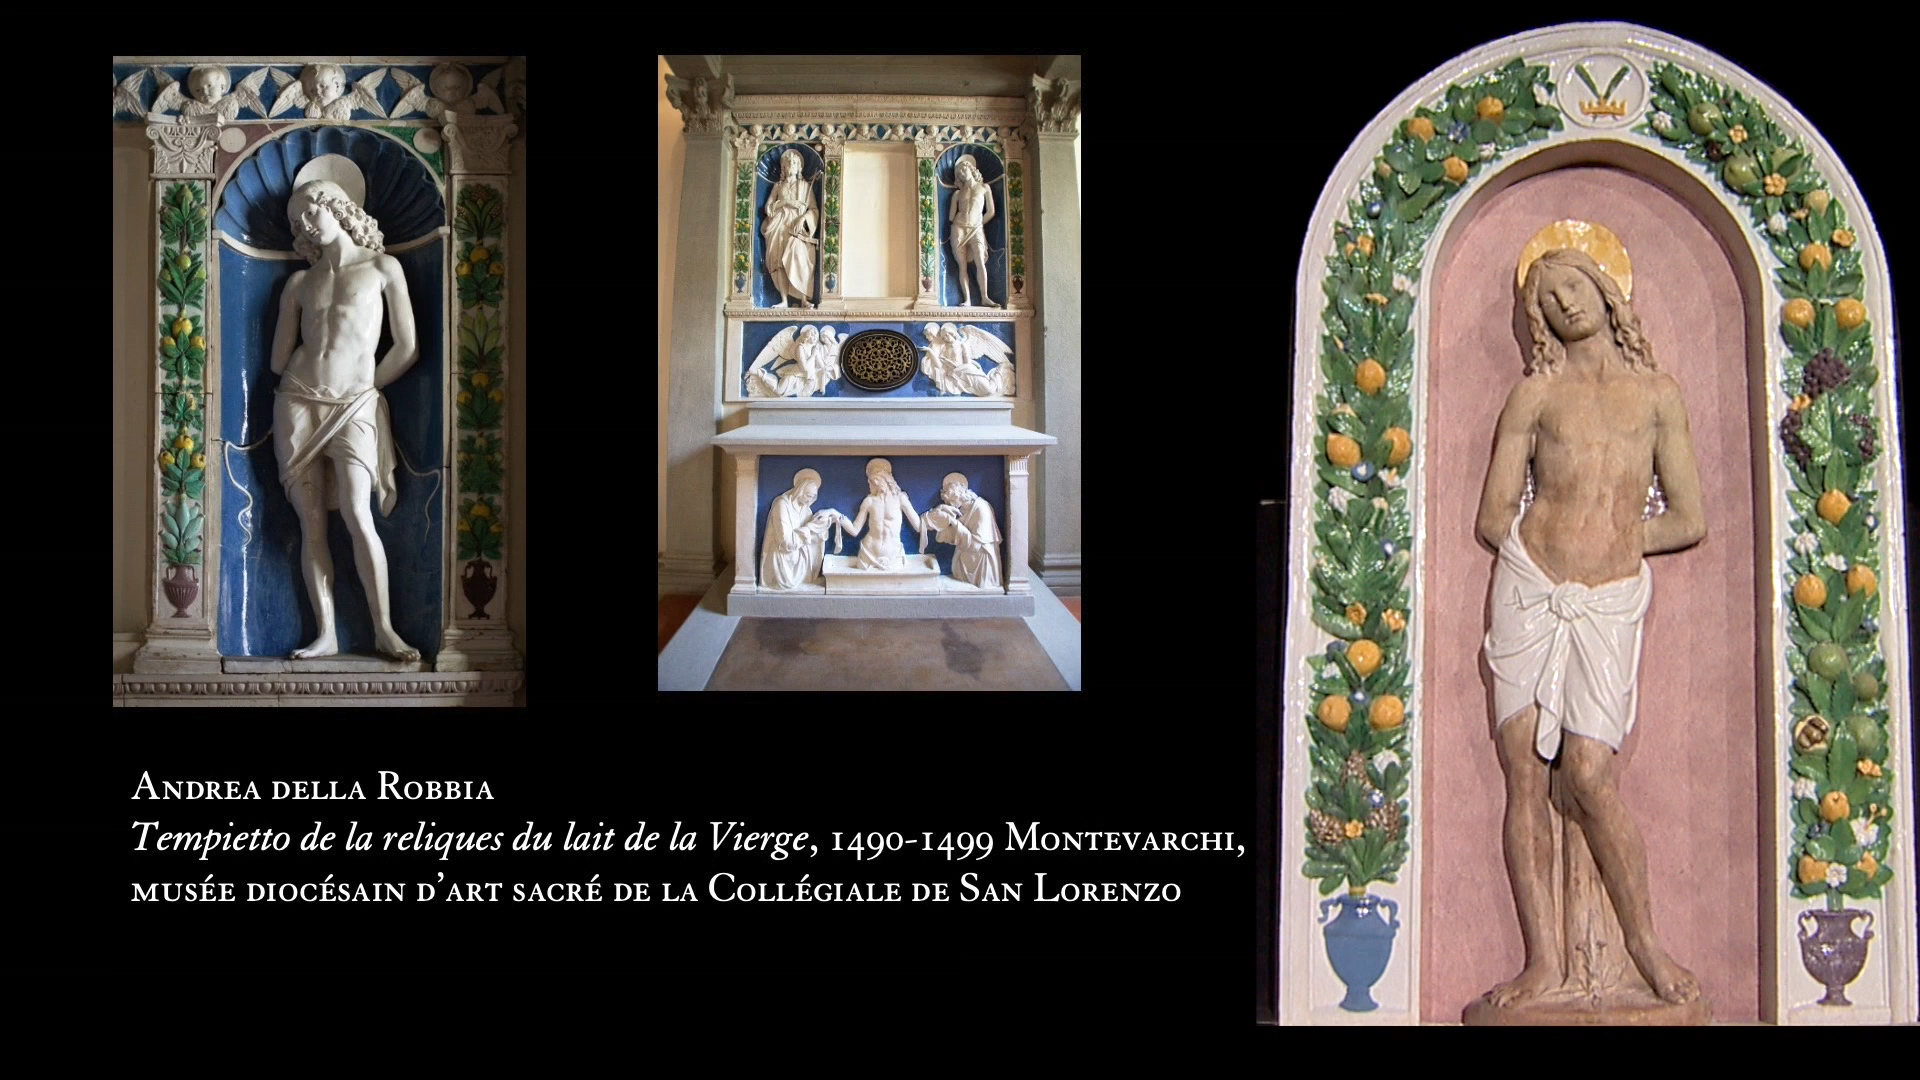 Andrea della Robbia
Tempietto de la reliques du lait de la Vierge, 1490-1499 Montevarchi,
musée diocésain d'art sacré de la Collégiale de San Lorenzo